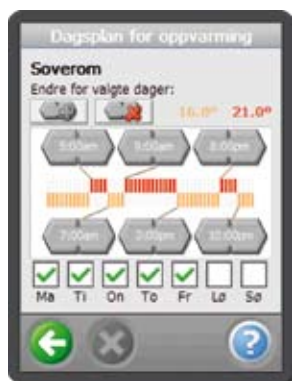 Dagsplan for oppvarming
Soverom
Endre for valgte dager:
16.0° 21.0°
5:00am 9:00am 8:00pm
7:00am 2:00pm 10:00pm
Ma Ti On To Fr Lø Sø